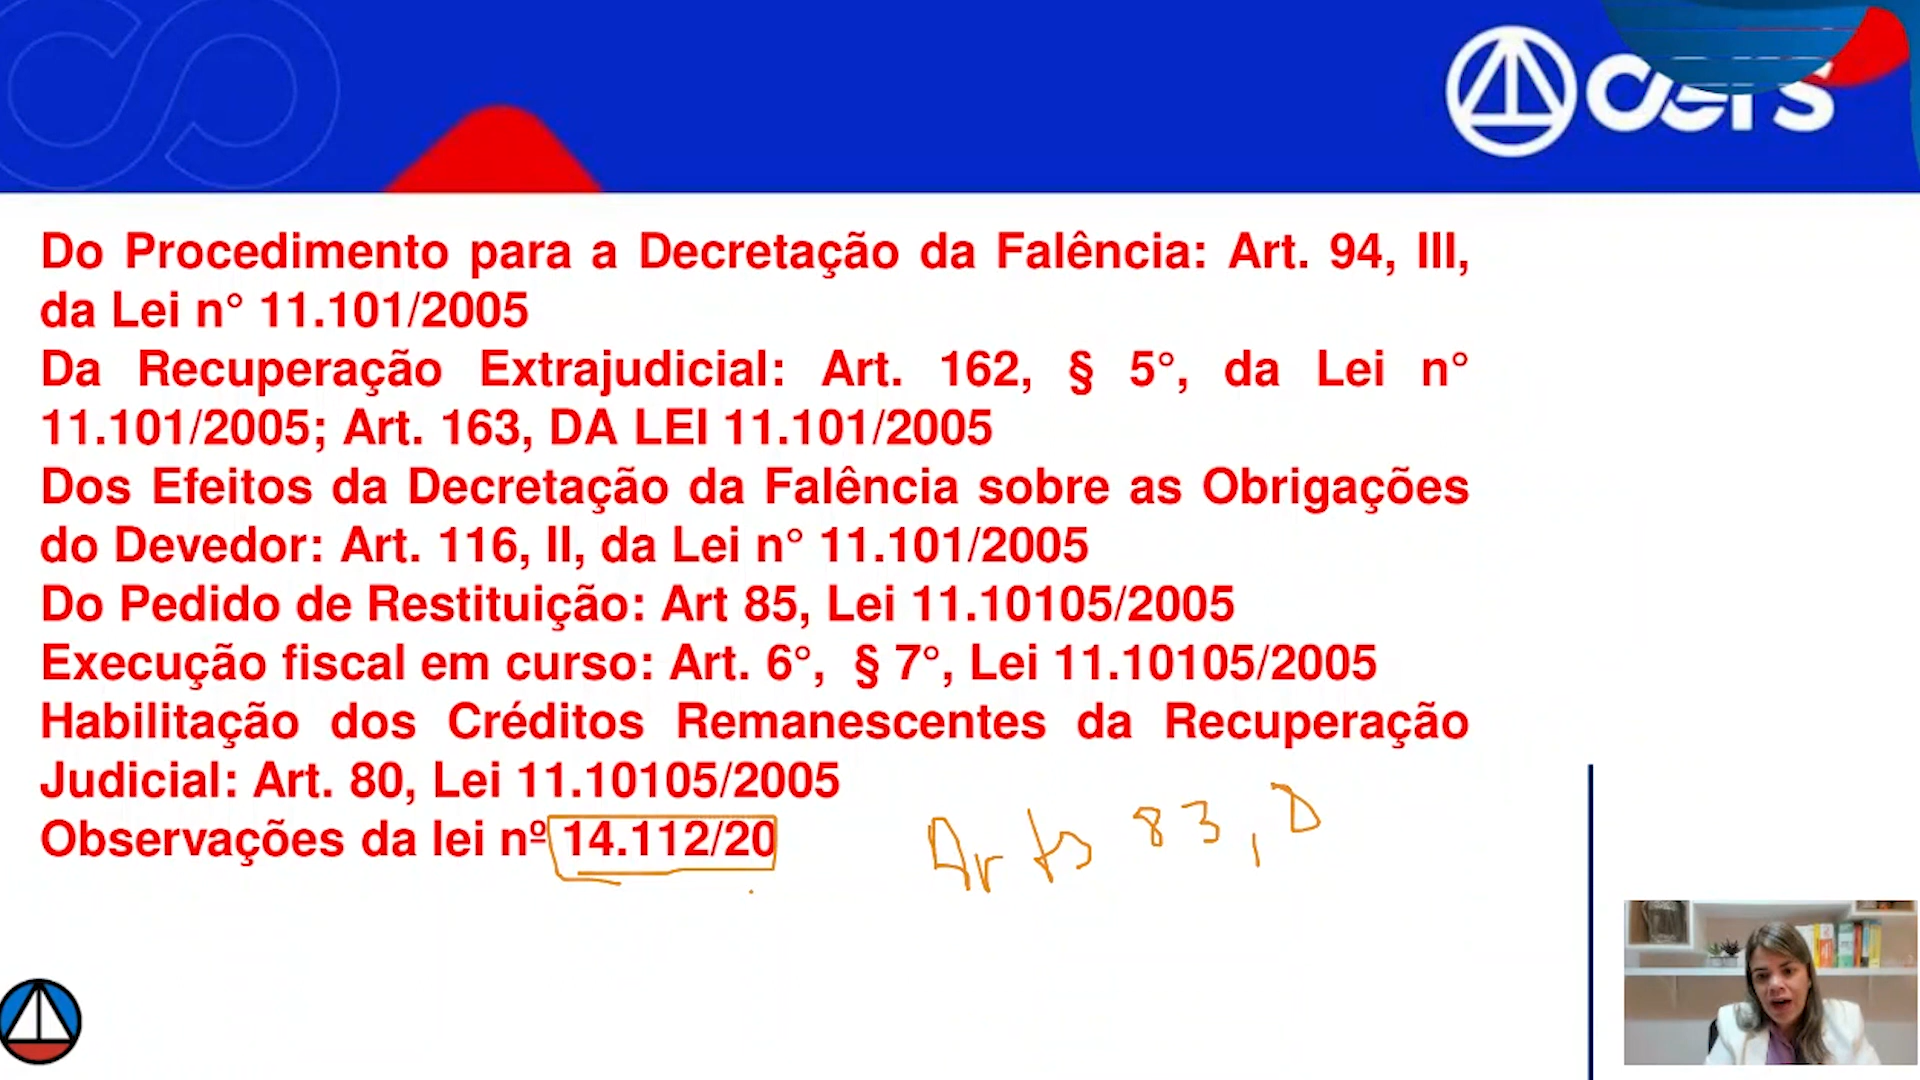 cers
Do Procedimento para a Decretação da Falência: Art. 94, III,
da Lei n° 11.101/2005
Da Recuperação Extrajudicial: Art. 162, § 5°, da Lei n°
11.101/2005; Art. 163, DA LEI 11.101/2005
Dos Efeitos da Decretação da Falência sobre as Obrigações
do Devedor: Art. 116, II, da Lei n° 11.101/2005
Do Pedido de Restituição: Art 85, Lei 11.10105/2005
Execução fiscal em curso: Art. 6°, § 7°, Lei 11.10105/2005
Habilitação dos Créditos Remanescentes da Recuperação
Judicial: Art. 80, Lei 11.10105/2005
Observações da lei nº 14.112/20
Arts 83,